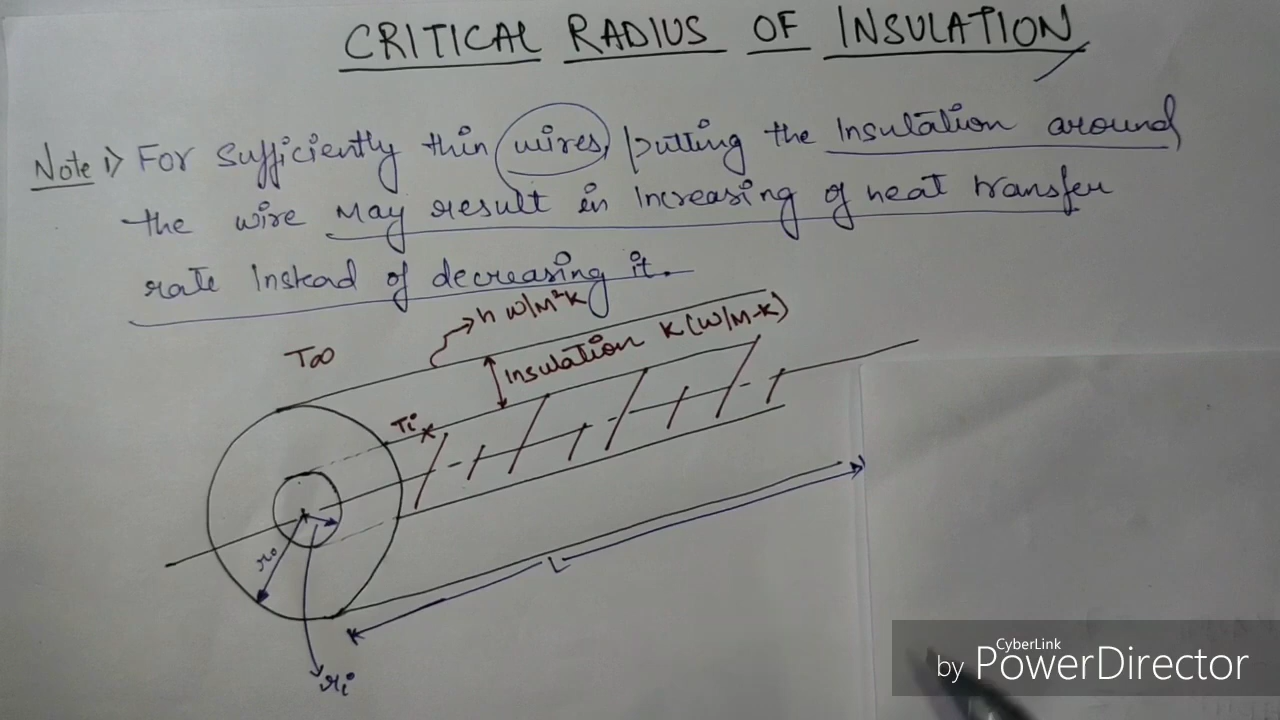 CRITICAL RADIUS OF INSULATION
Note 1) For sufficiently thin wires, putting the Insulation around
the wire may result in Increasing of heat transfer
rate Instead of decreasing it.
h W/M²K
T∞
Insulation K (W/M-K)
Ti
ro
L
ri
CyberLink
by PowerDirector